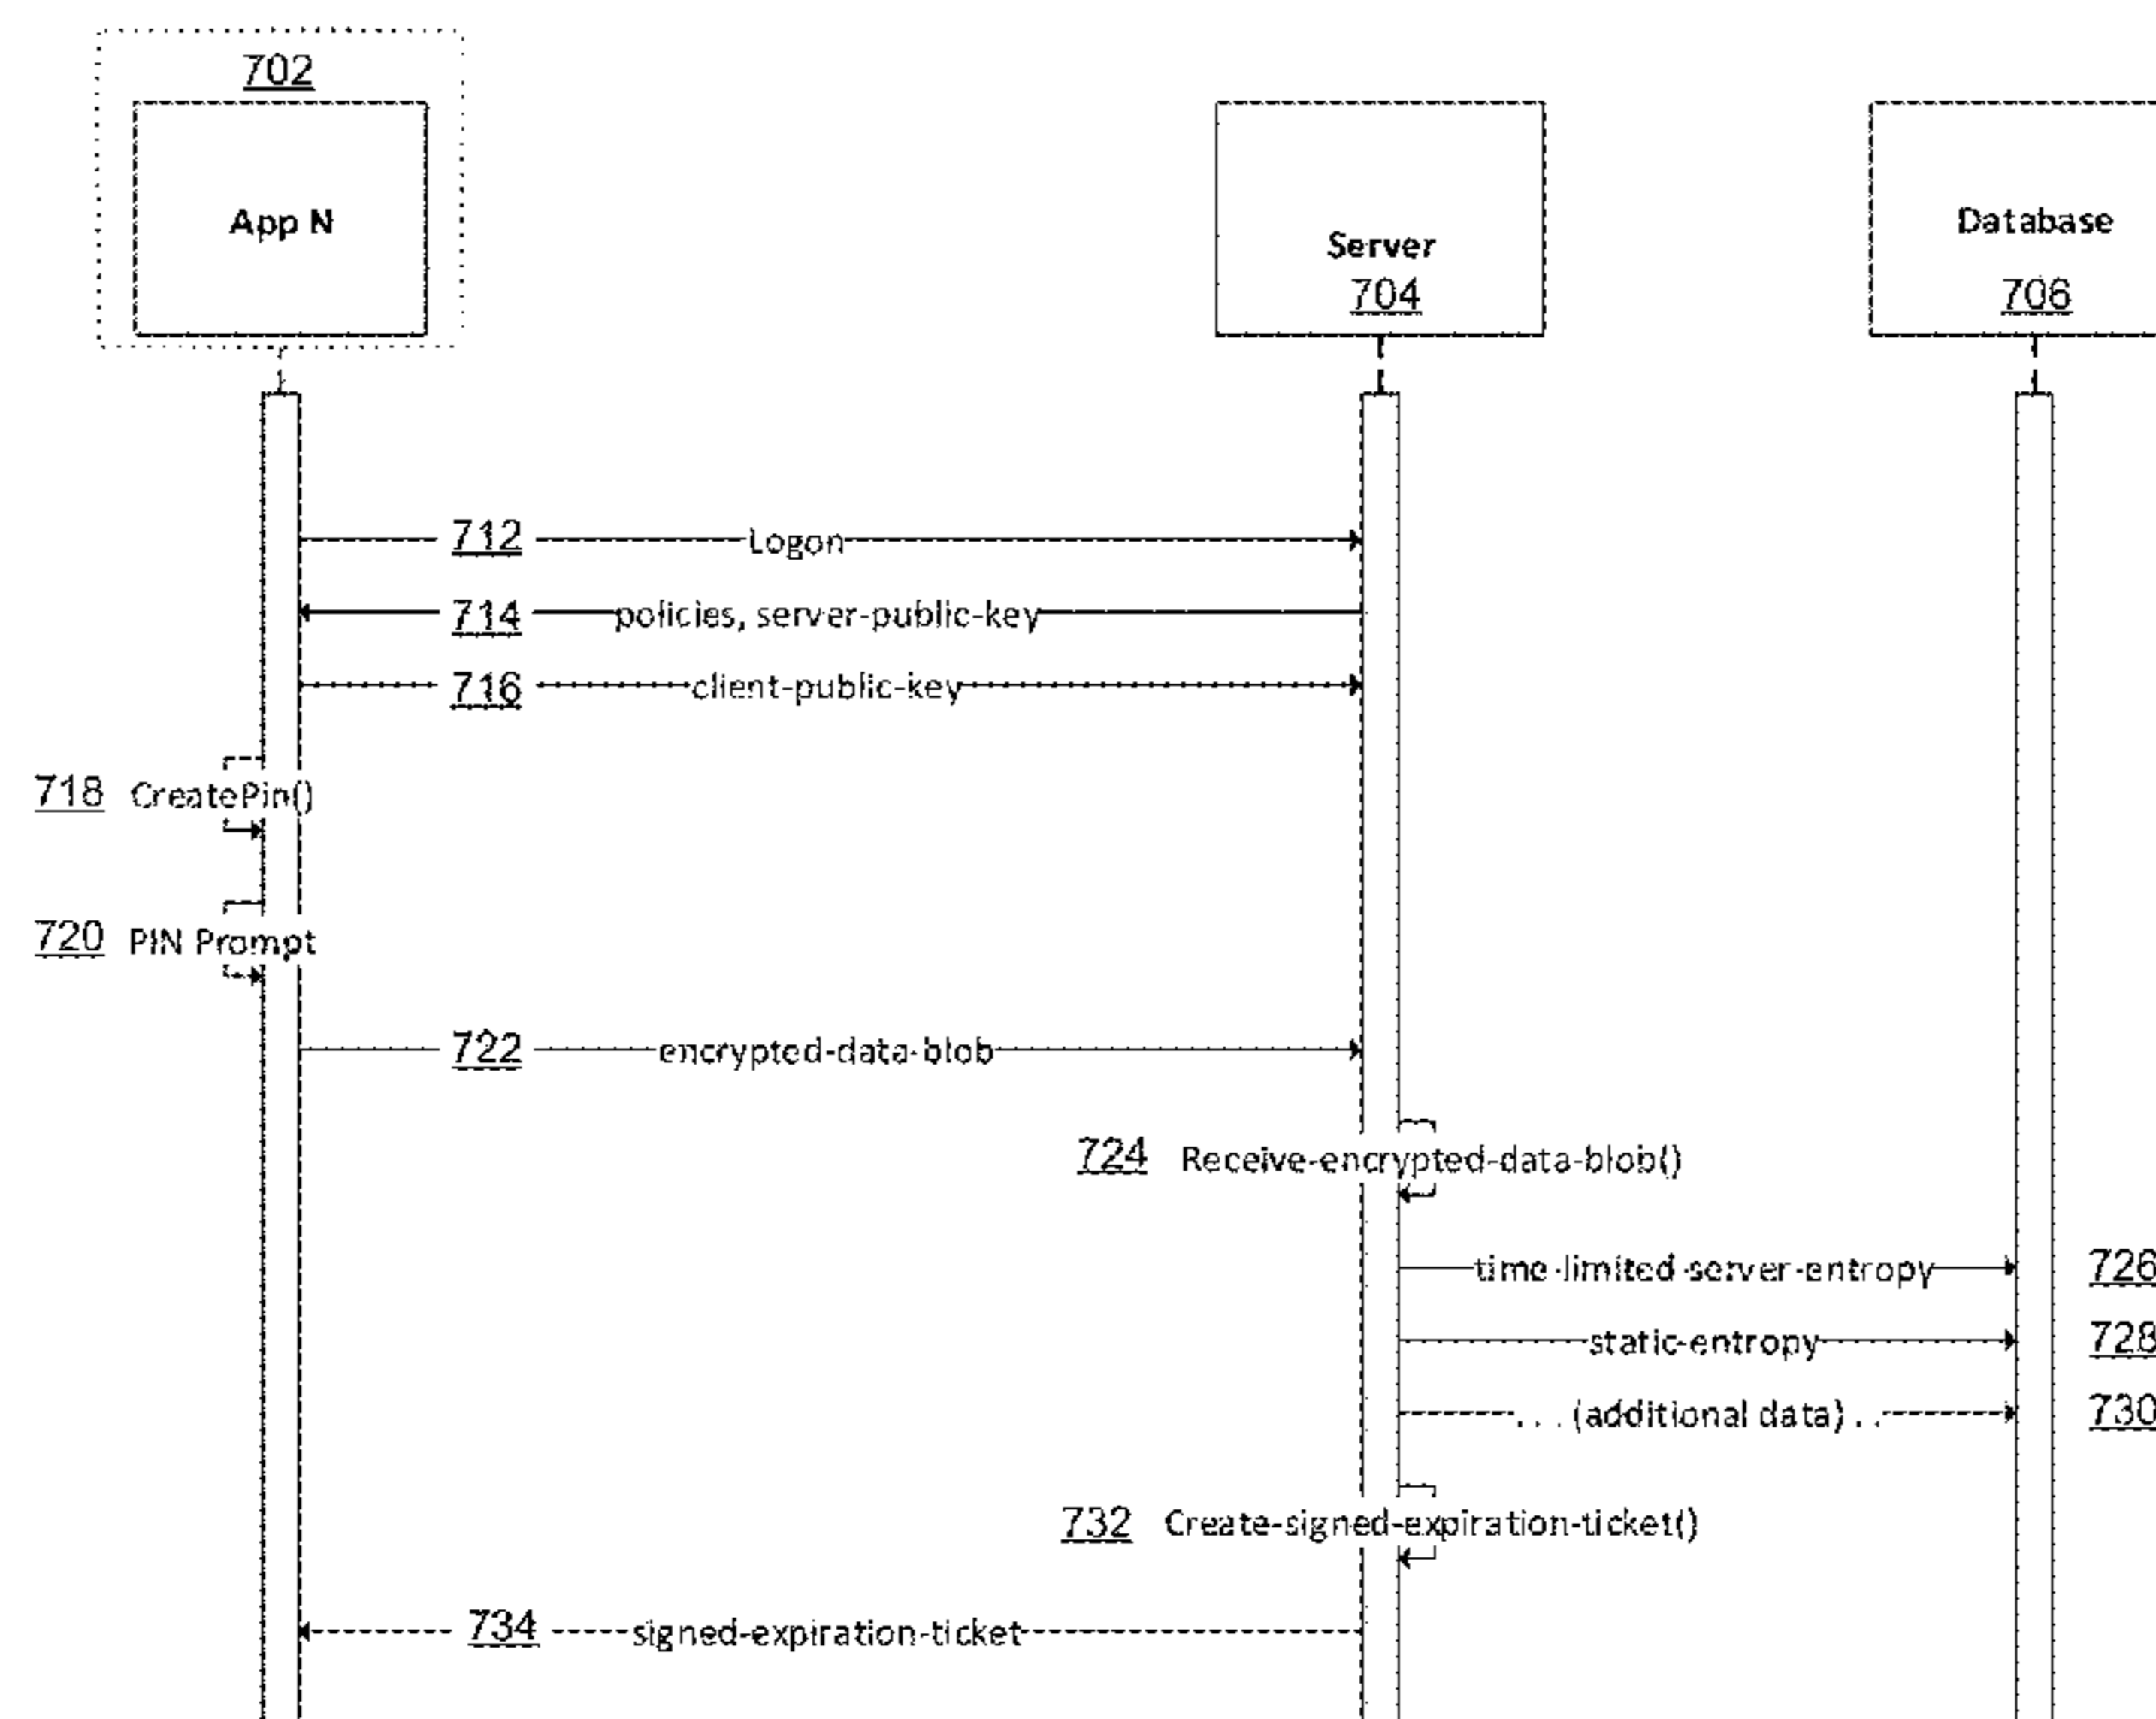 702
App N
Server
704
Database
706
712 Logon
714 policies, server-public-key
716 client-public-key
718 CreatePin()
720 PIN Prompt
722 encrypted-data-blob
724 Receive-encrypted-data-blob()
time-limited-server-entropy 726
static-entropy 728
. . . (additional data) . . 730
732 Create-signed-expiration-ticket()
734 signed-expiration-ticket